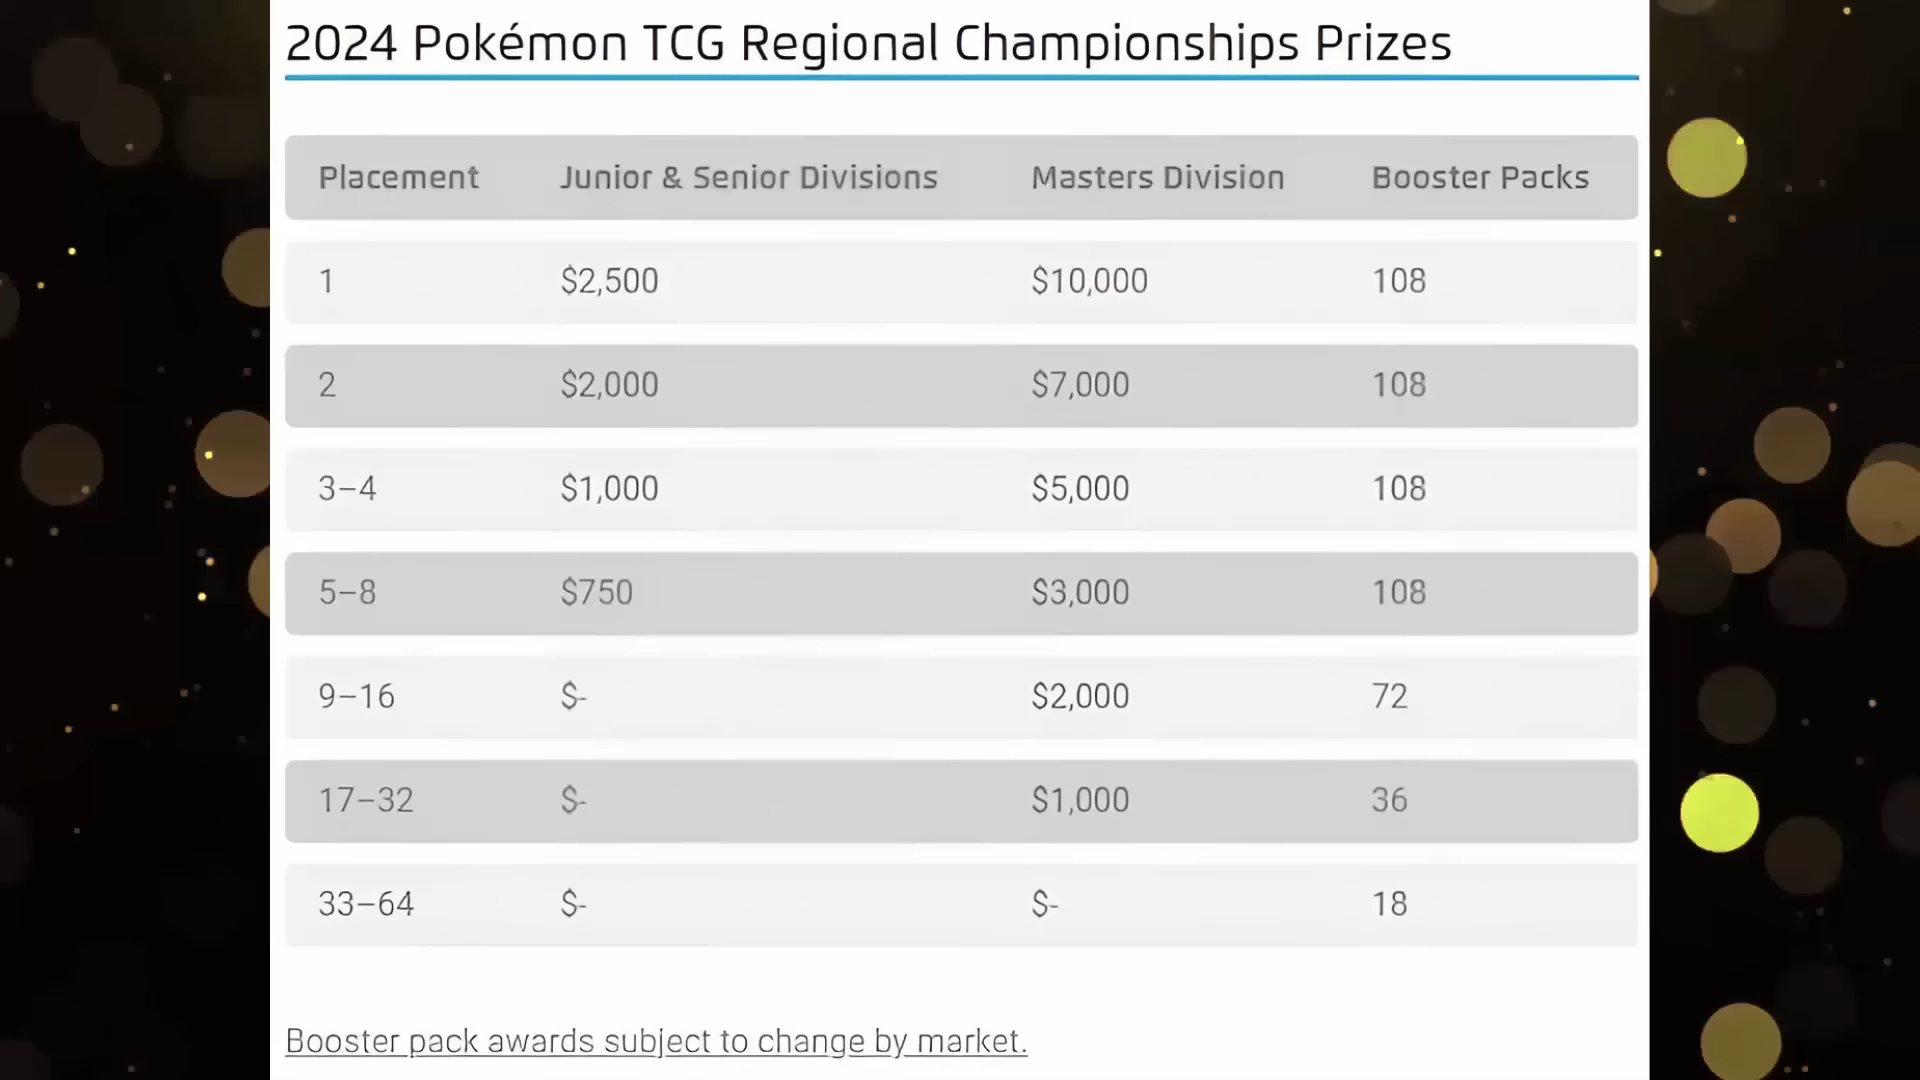 2024 Pokémon TCG Regional Championships Prizes
Placement Junior & Senior Divisions Masters Division Booster Packs
1 $2,500 $10,000 108
2 $2,000 $7,000 108
3–4 $1,000 $5,000 108
5–8 $750 $3,000 108
9–16 $- $2,000 72
17–32 $- $1,000 36
33–64 $- $- 18
Booster pack awards subject to change by market.